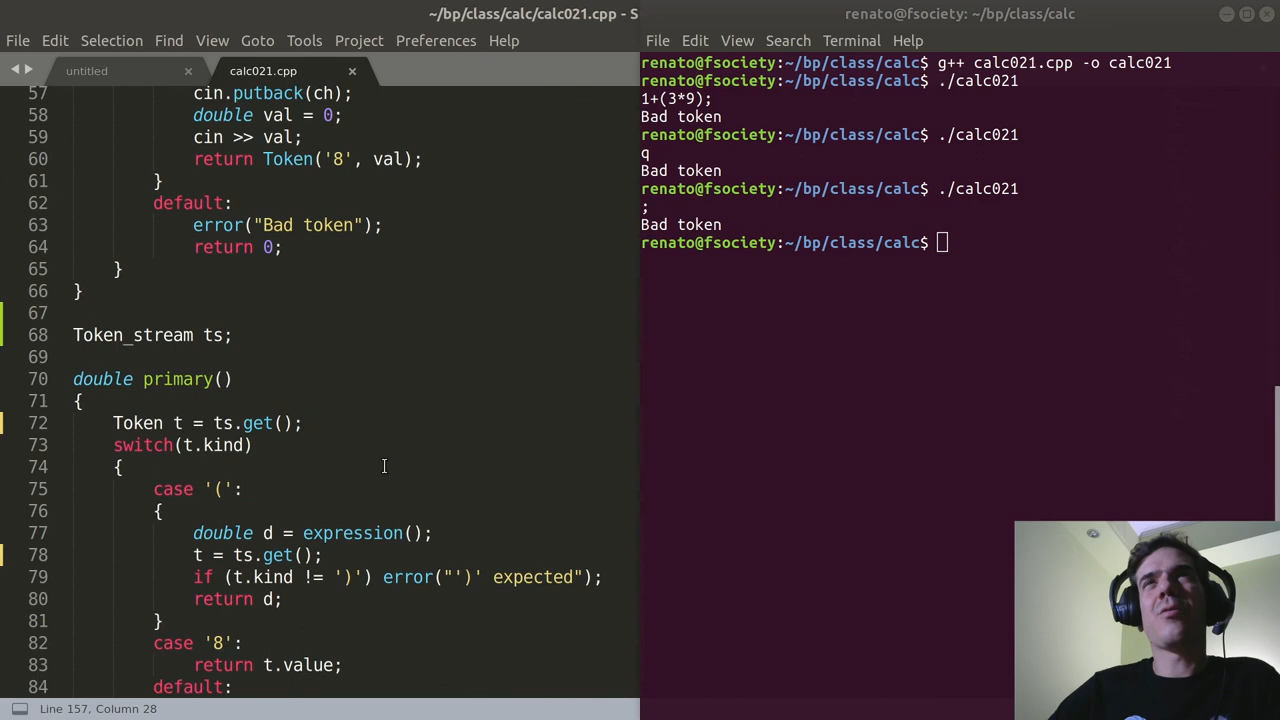 ~/bp/class/calc/calc021.cpp - S
File Edit Selection Find View Goto Tools Project Preferences Help
untitled × calc021.cpp ×
57 cin.putback(ch);
58 double val = 0;
59 cin >> val;
60 return Token('8', val);
61 }
62 default:
63 error("Bad token");
64 return 0;
65 }
66 }
67
68 Token_stream ts;
69
70 double primary()
71 {
72 Token t = ts.get();
73 switch(t.kind)
74 {
75 case '(':
76 {
77 double d = expression();
78 t = ts.get();
79 if (t.kind != ')') error("')' expected");
80 return d;
81 }
82 case '8':
83 return t.value;
84 default:
Line 157, Column 28
renato@fsociety: ~/bp/class/calc
File Edit View Search Terminal Help
renato@fsociety:~/bp/class/calc$ g++ calc021.cpp -o calc021
renato@fsociety:~/bp/class/calc$ ./calc021
1+(3*9);
Bad token
renato@fsociety:~/bp/class/calc$ ./calc021
q
Bad token
renato@fsociety:~/bp/class/calc$ ./calc021
;
Bad token
renato@fsociety:~/bp/class/calc$